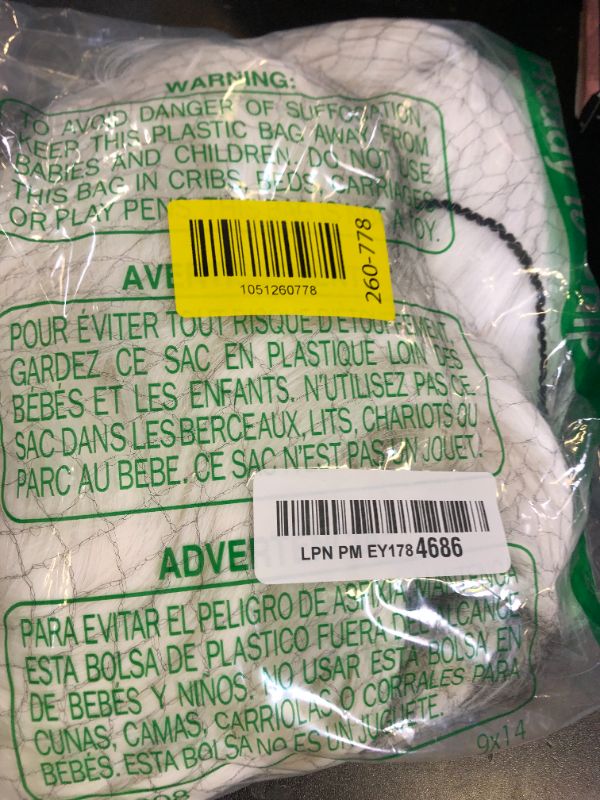 WARNING:
TO AVOID DANGER OF SUFFOCATION,
KEEP THIS PLASTIC BAG AWAY FROM
BABIES AND CHILDREN. DO NOT USE
THIS BAG IN CRIBS, BEDS, CARRIAGES
OR PLAY PEN A TOY.
1051260778
260-778
AVE
POUR ÉVITER TOUT RISQUE D'ÉTOUFFEMENT,
GARDEZ CE SAC EN PLASTIQUE LOIN DES
BÉBÉS ET LES ENFANTS. N'UTILISEZ PAS CE
SAC DANS LES BERCEAUX, LITS, CHARIOTS OU
PARC AU BEBE. CE SAC N'EST PAS UN JOUET.
LPN PM EY1784686
ADVE
PARA EVITAR EL PELIGRO DE ASFIXIA, MANTENGA
ESTA BOLSA DE PLASTICO FUERA DEL ALCANCE
DE BEBÉS Y NIÑOS. NO USAR ESTA BOLSA EN
CUNAS, CAMAS, CARRIOLAS O CORRALES PARA
BEBÉS. ESTA BOLSA NO ES UN JUGUETE.
9x14